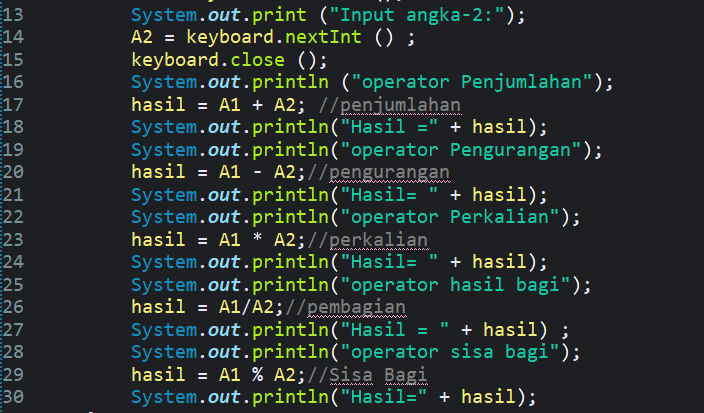 13 System.out.print ("Input angka-2:");
14 A2 = keyboard.nextInt () ;
15 keyboard.close ();
16 System.out.println ("operator Penjumlahan");
17 hasil = A1 + A2; //penjumlahan
18 System.out.println("Hasil =" + hasil);
19 System.out.println("operator Pengurangan");
20 hasil = A1 - A2;//pengurangan
21 System.out.println("Hasil= " + hasil);
22 System.out.println("operator Perkalian");
23 hasil = A1 * A2;//perkalian
24 System.out.println("Hasil= " + hasil);
25 System.out.println("operator hasil bagi");
26 hasil = A1/A2;//pembagian
27 System.out.println("Hasil = " + hasil) ;
28 System.out.println("operator sisa bagi");
29 hasil = A1 % A2;//Sisa Bagi
30 System.out.println("Hasil=" + hasil);